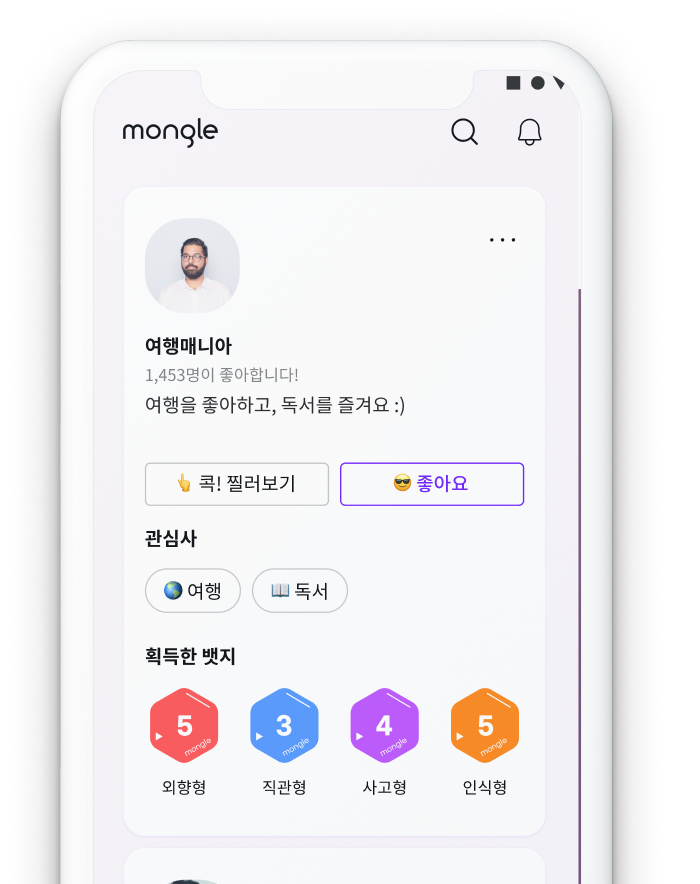 mongle
여행매니아
1,453명이 좋아합니다!
여행을 좋아하고, 독서를 즐겨요 :)
👆 콕! 찔러보기 😎 좋아요
관심사
🌏 여행 📖 독서
획득한 뱃지
5 3 4 5
mongle mongle mongle mongle
외향형 직관형 사고형 인식형